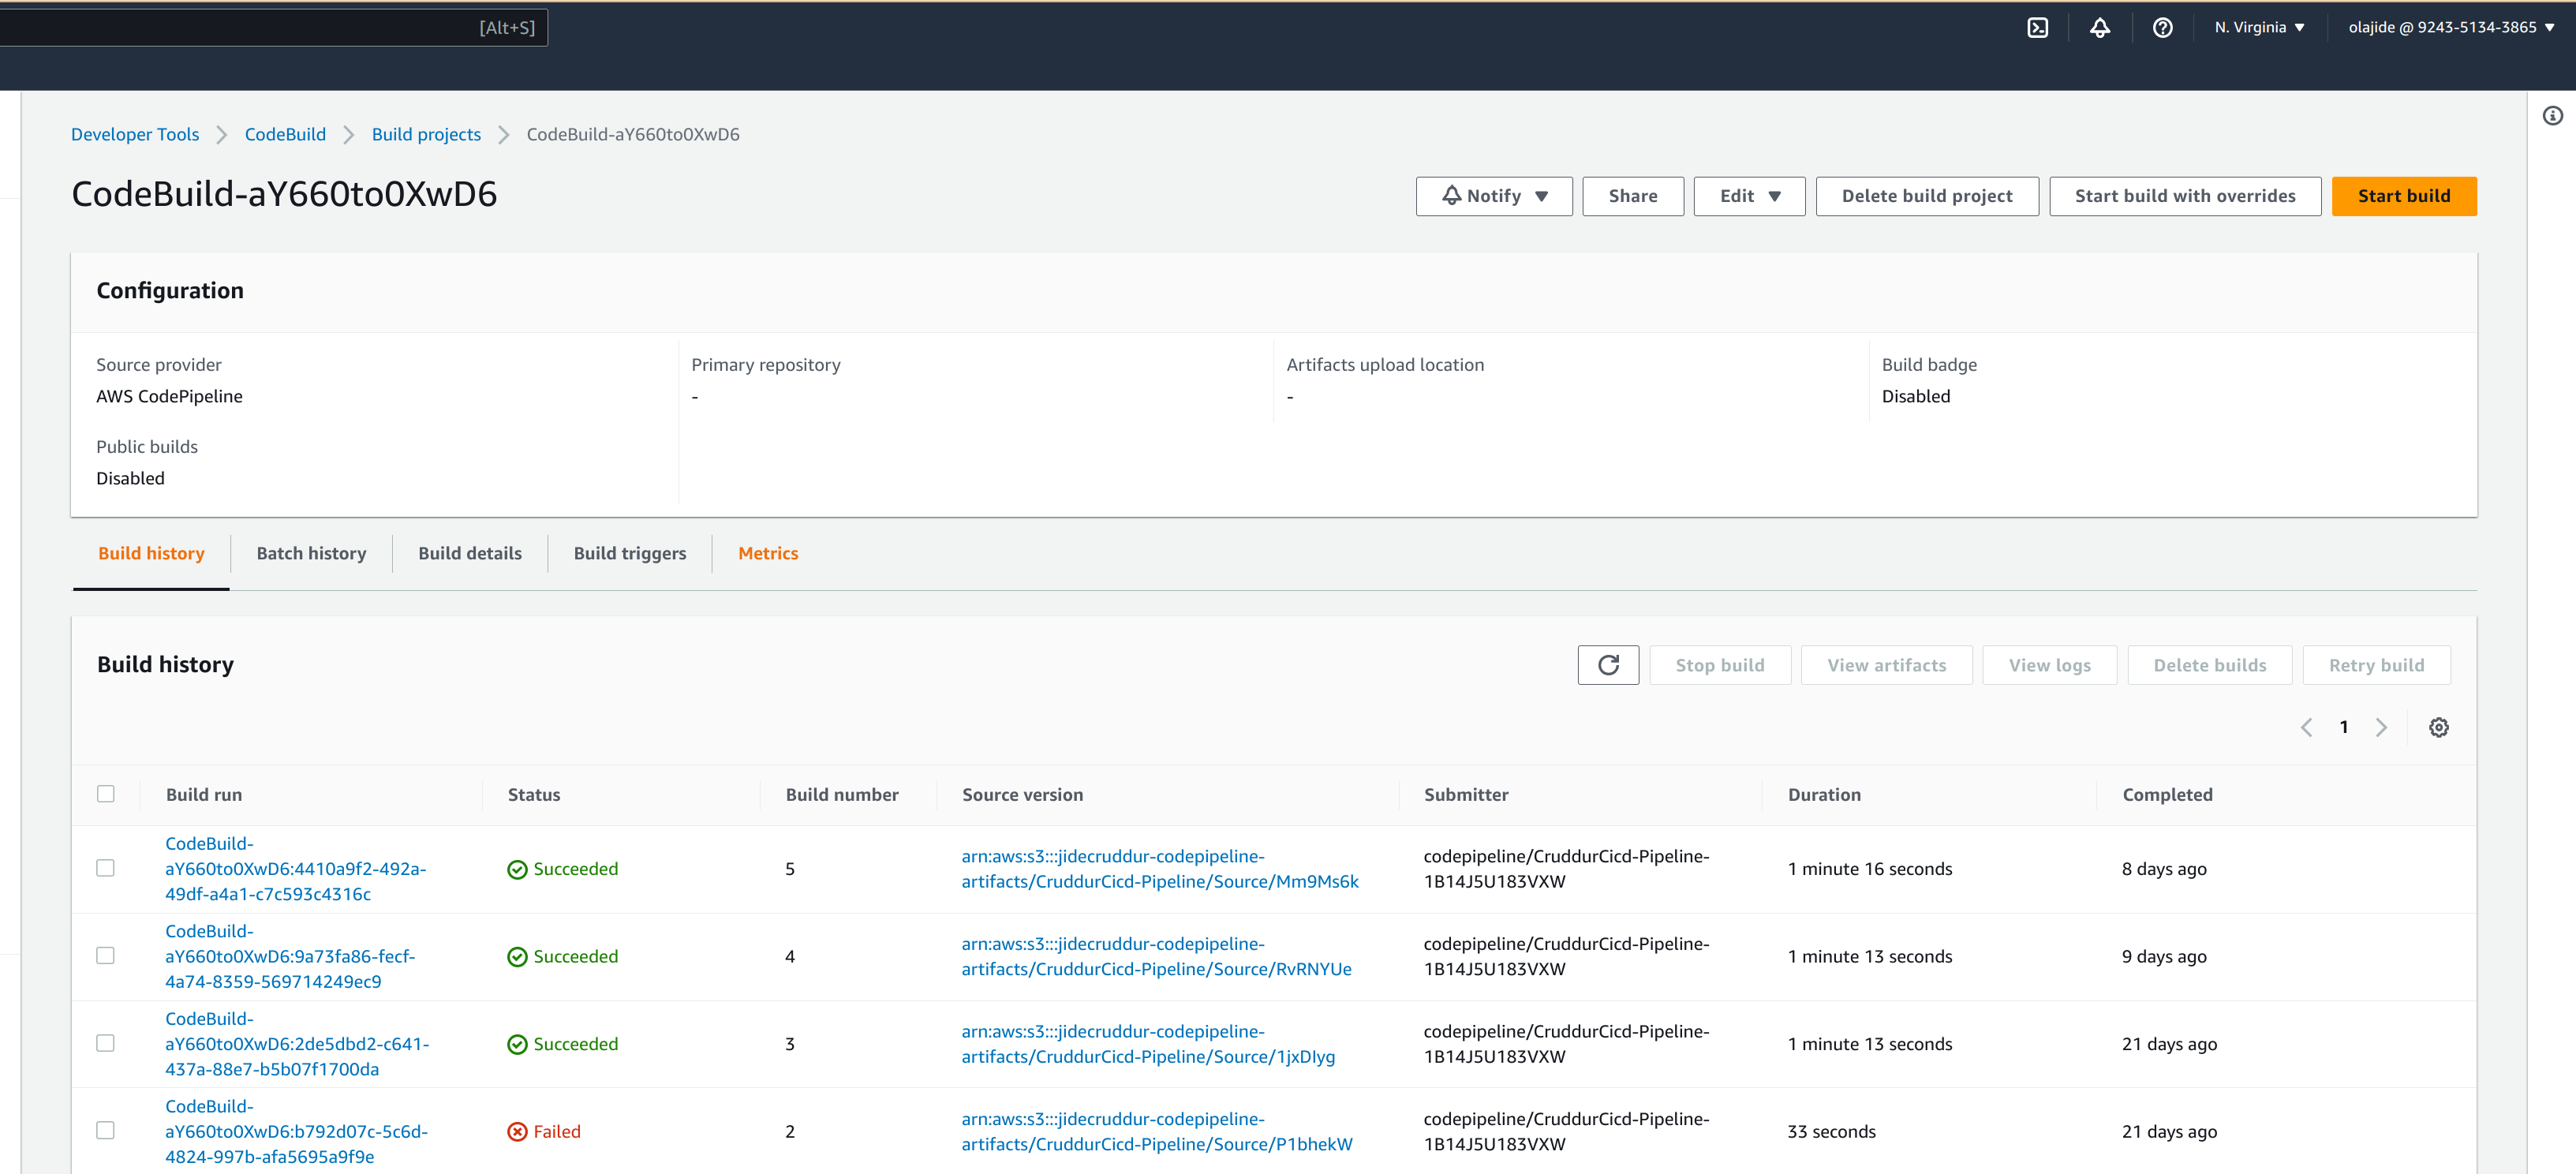 [Alt+S]
N. Virginia
olajide @ 9243-5134-3865
Developer Tools
CodeBuild
Build projects
CodeBuild-aY660to0XwD6
CodeBuild-aY660to0XwD6
Notify
Share
Edit
Delete build project
Start build with overrides
Start build
Configuration
Source provider
AWS CodePipeline
Primary repository
-
Artifacts upload location
-
Build badge
Disabled
Public builds
Disabled
Build history
Batch history
Build details
Build triggers
Metrics
Build history
Stop build
View artifacts
View logs
Delete builds
Retry build
1
Build run
Status
Build number
Source version
Submitter
Duration
Completed
CodeBuild-
aY660to0XwD6:4410a9f2-492a-
49df-a4a1-c7c593c4316c
Succeeded
5
arn:aws:s3:::jidecruddur-codepipeline-
artifacts/CruddurCicd-Pipeline/Source/Mm9Ms6k
codepipeline/CruddurCicd-Pipeline-
1B14J5U183VXW
1 minute 16 seconds
8 days ago
CodeBuild-
aY660to0XwD6:9a73fa86-fecf-
4a74-8359-569714249ec9
Succeeded
4
arn:aws:s3:::jidecruddur-codepipeline-
artifacts/CruddurCicd-Pipeline/Source/RvRNYUe
codepipeline/CruddurCicd-Pipeline-
1B14J5U183VXW
1 minute 13 seconds
9 days ago
CodeBuild-
aY660to0XwD6:2de5dbd2-c641-
437a-88e7-b5b07f1700da
Succeeded
3
arn:aws:s3:::jidecruddur-codepipeline-
artifacts/CruddurCicd-Pipeline/Source/1jxDIyg
codepipeline/CruddurCicd-Pipeline-
1B14J5U183VXW
1 minute 13 seconds
21 days ago
CodeBuild-
aY660to0XwD6:b792d07c-5c6d-
4824-997b-afa5695a9f9e
Failed
2
arn:aws:s3:::jidecruddur-codepipeline-
artifacts/CruddurCicd-Pipeline/Source/P1bhekW
codepipeline/CruddurCicd-Pipeline-
1B14J5U183VXW
33 seconds
21 days ago